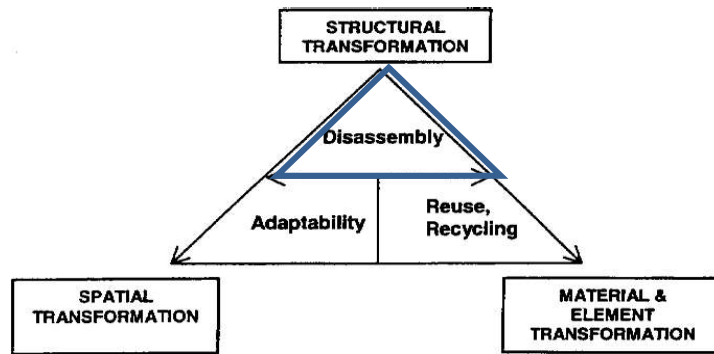 STRUCTURAL
TRANSFORMATION
Disassembly
Adaptability
Reuse,
Recycling
SPATIAL
TRANSFORMATION
MATERIAL &
ELEMENT
TRANSFORMATION